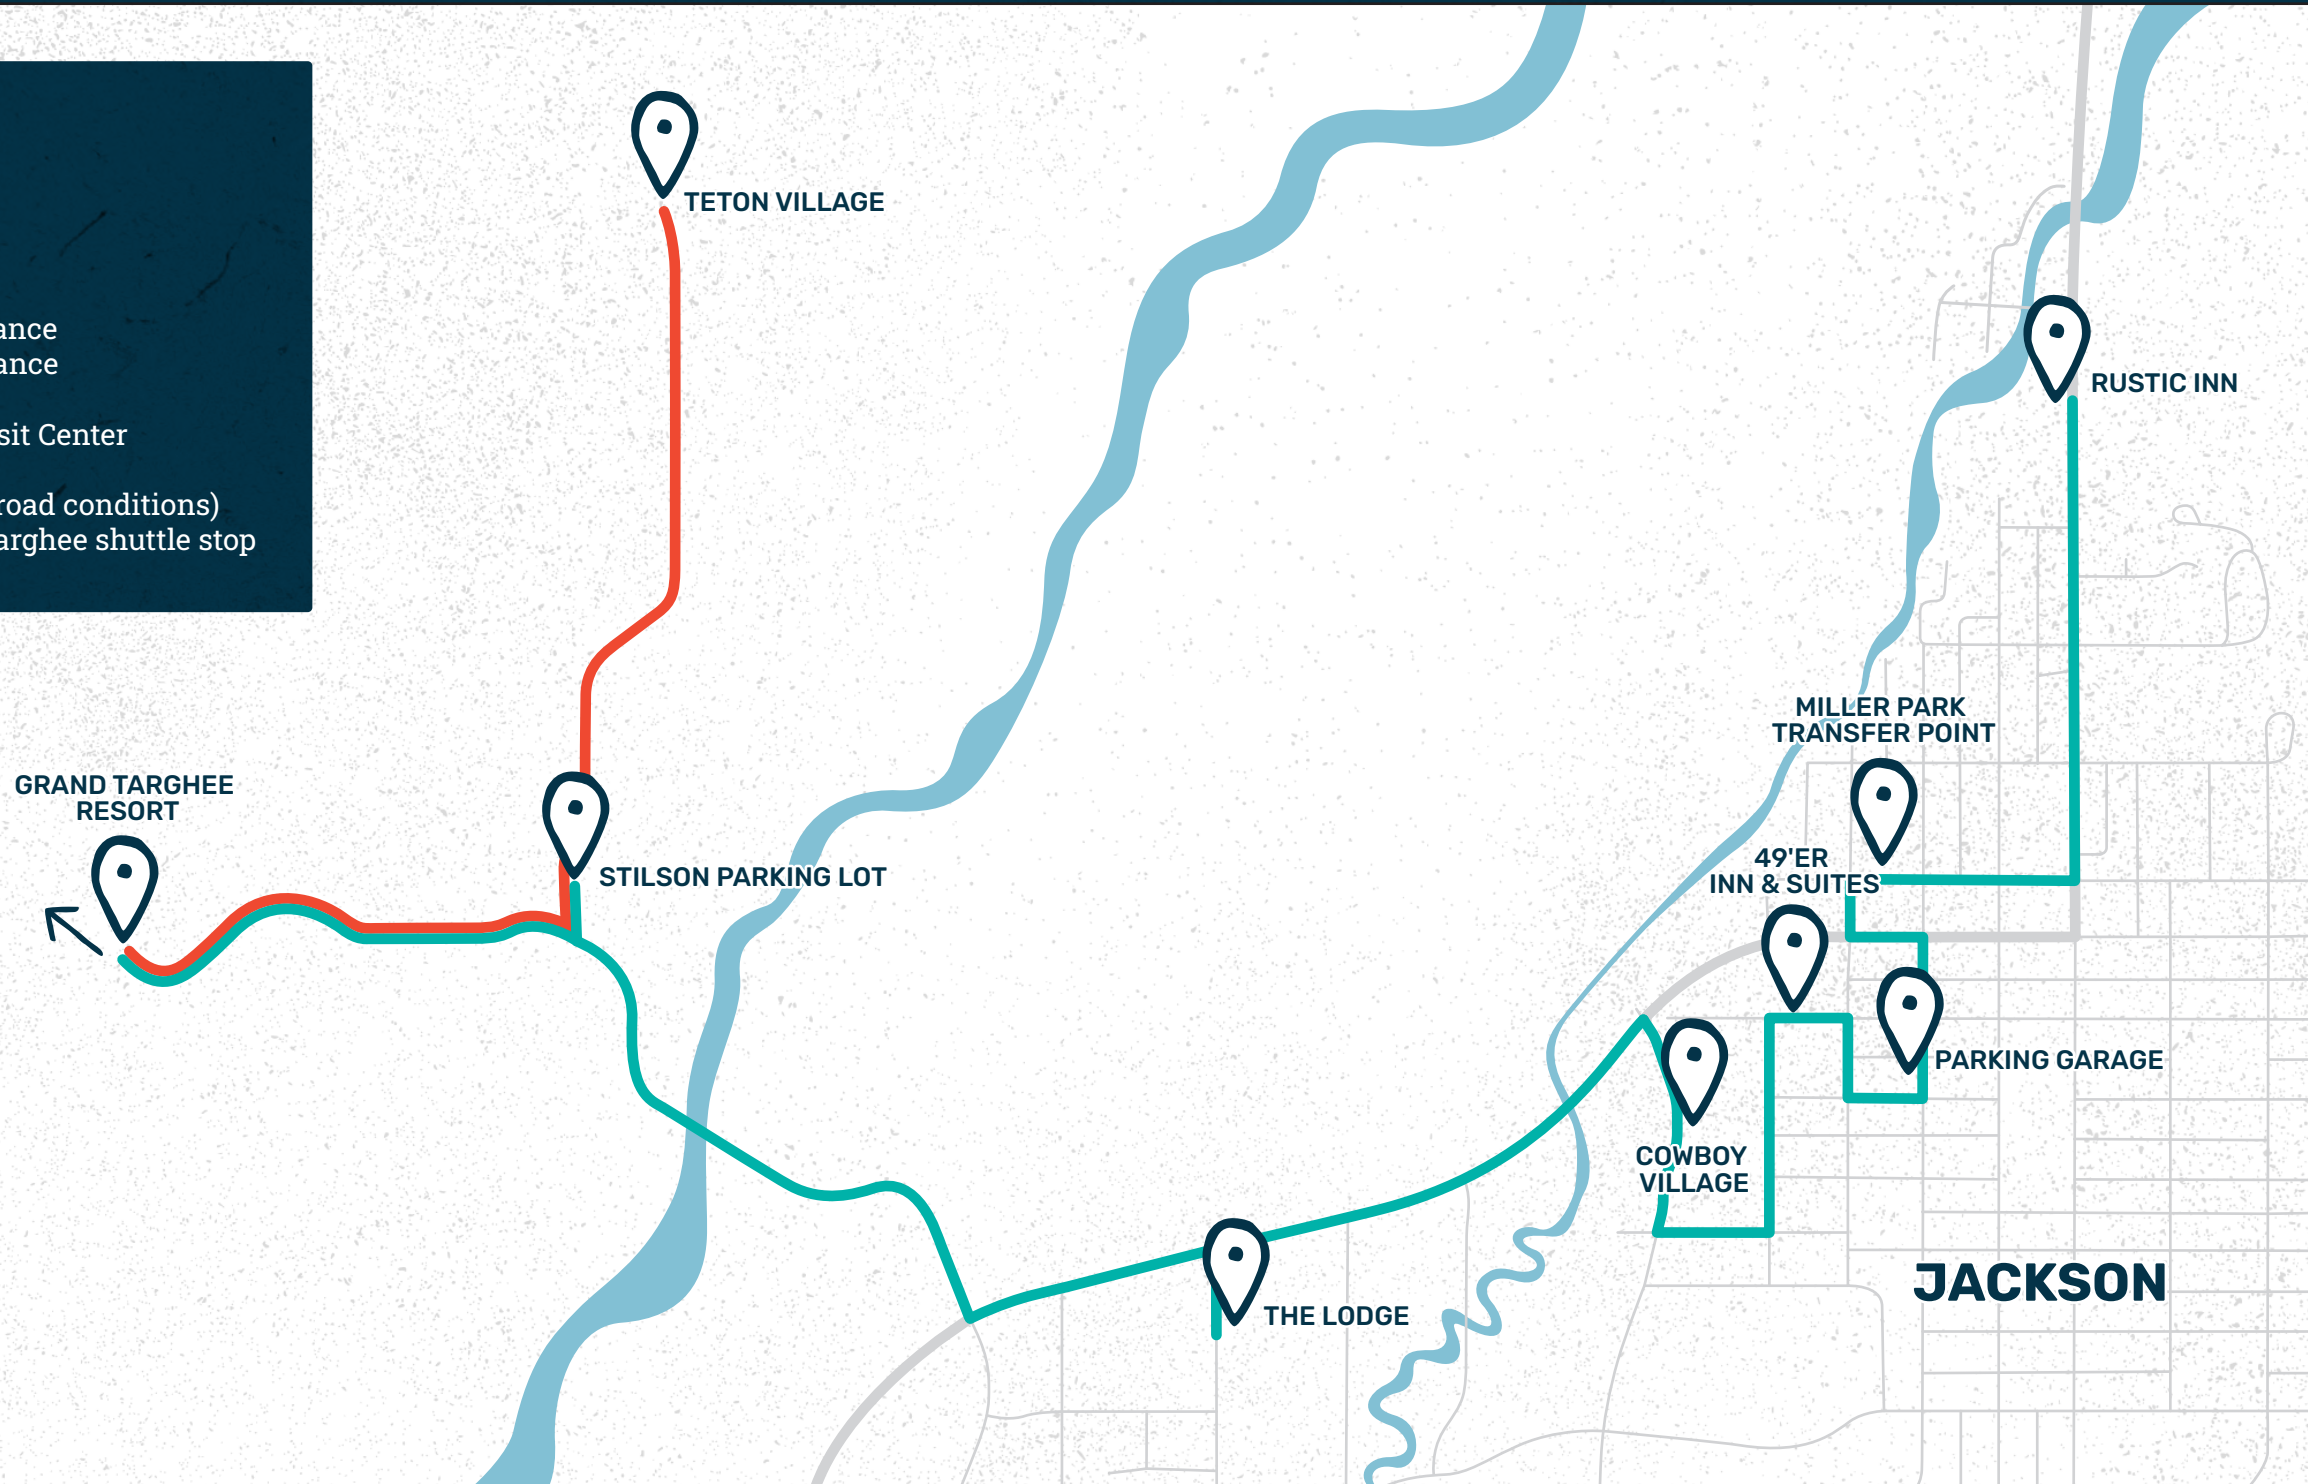 ance
ance
sit Center
road conditions)
arghee shuttle stop
TETON VILLAGE
RUSTIC INN
MILLER PARK
TRANSFER POINT
GRAND TARGHEE
RESORT
STILSON PARKING LOT
49'ER
INN & SUITES
PARKING GARAGE
COWBOY
VILLAGE
JACKSON
THE LODGE